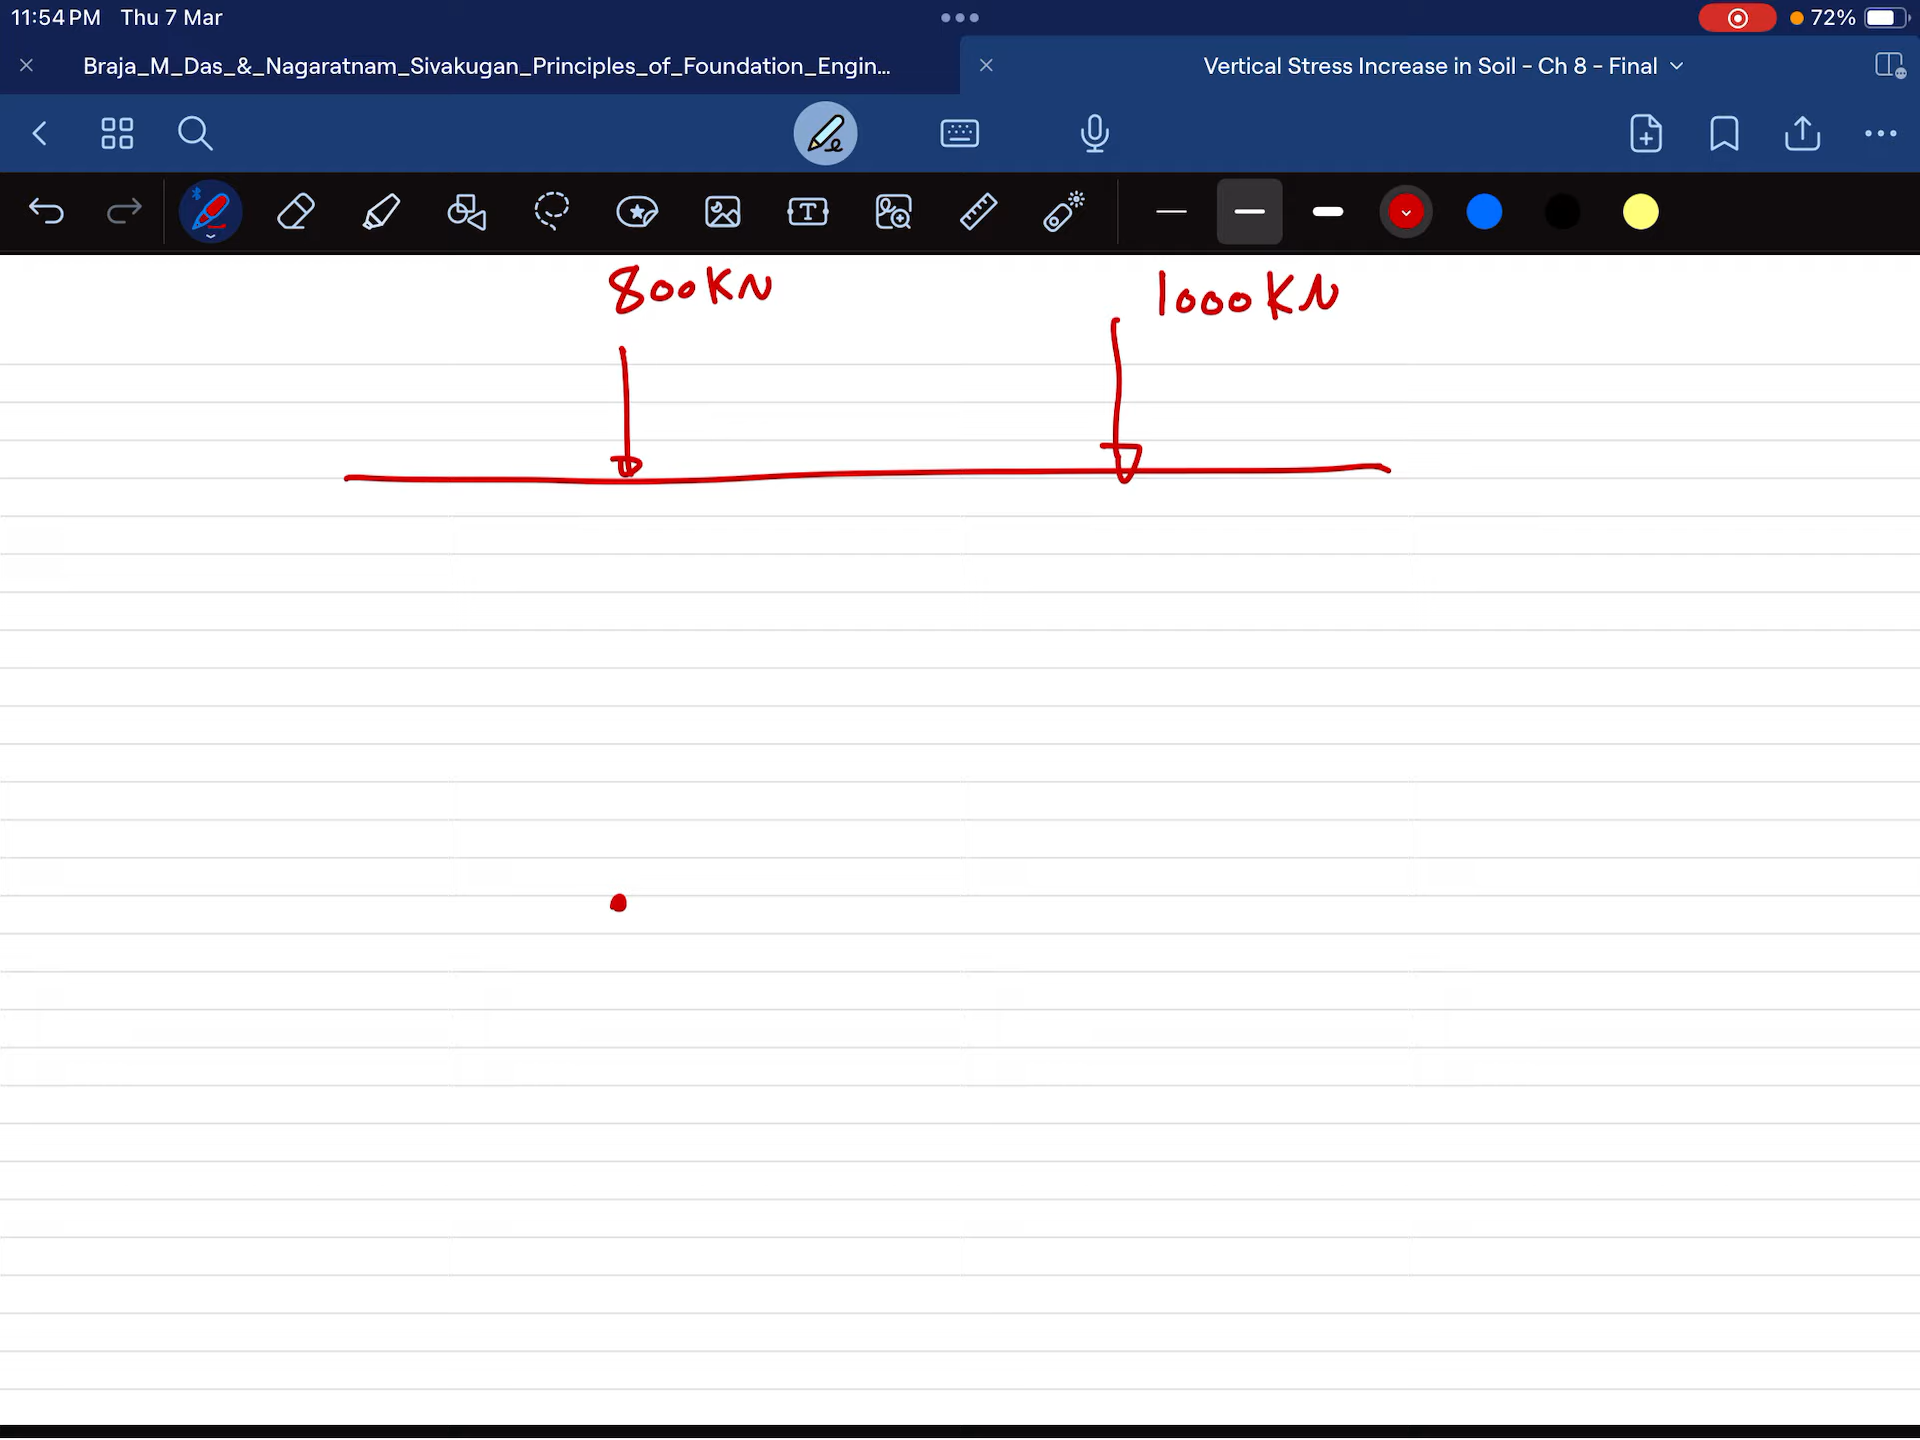 11:54 PM Thu 7 Mar
72%
Braja_M_Das_&_Nagaratnam_Sivakugan_Principles_of_Foundation_Engin...
Vertical Stress Increase in Soil - Ch 8 - Final
800KN
1000KN